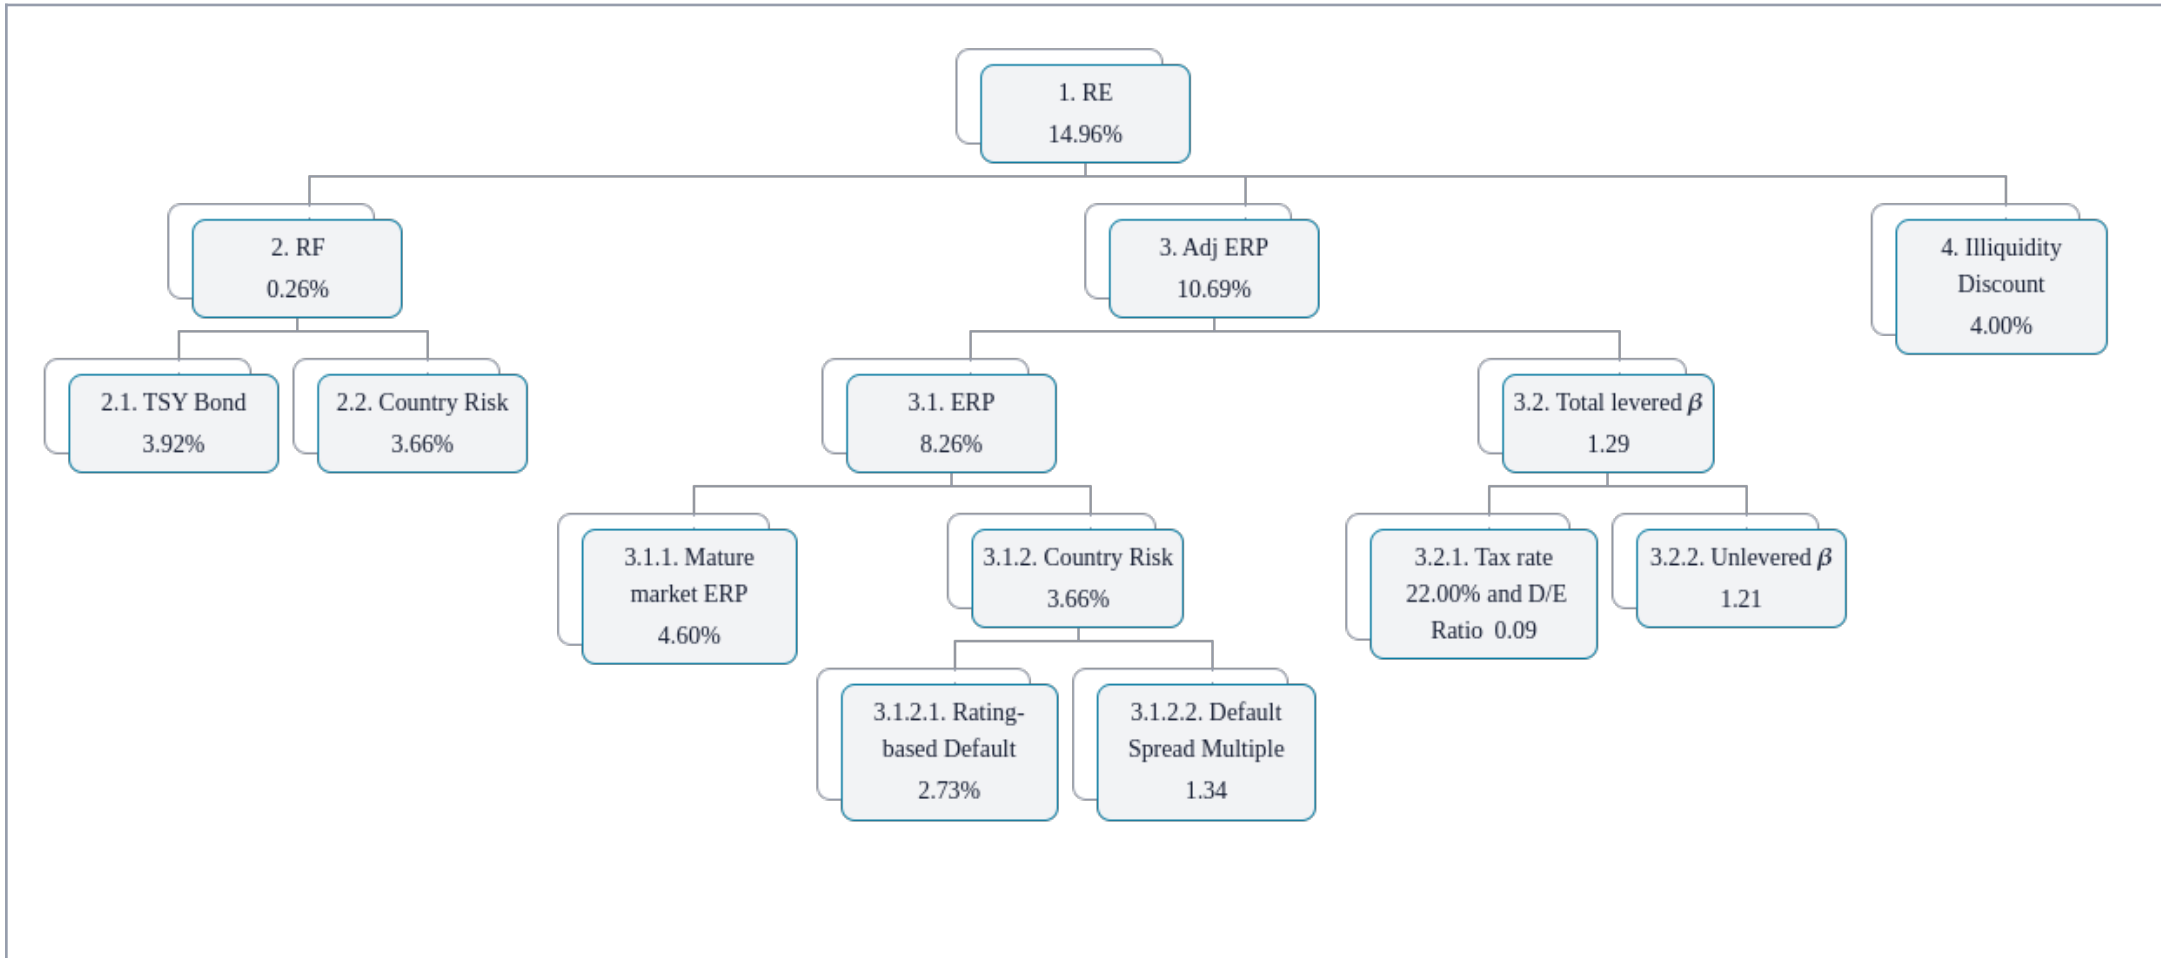 1. RE
14.96%
2. RF
0.26%
3. Adj ERP
10.69%
4. Illiquidity
Discount
4.00%
2.1. TSY Bond
3.92%
2.2. Country Risk
3.66%
3.1. ERP
8.26%
3.2. Total levered β
1.29
3.1.1. Mature
market ERP
4.60%
3.1.2. Country Risk
3.66%
3.2.1. Tax rate
22.00% and D/E
Ratio 0.09
3.2.2. Unlevered β
1.21
3.1.2.1. Rating-
based Default
2.73%
3.1.2.2. Default
Spread Multiple
1.34